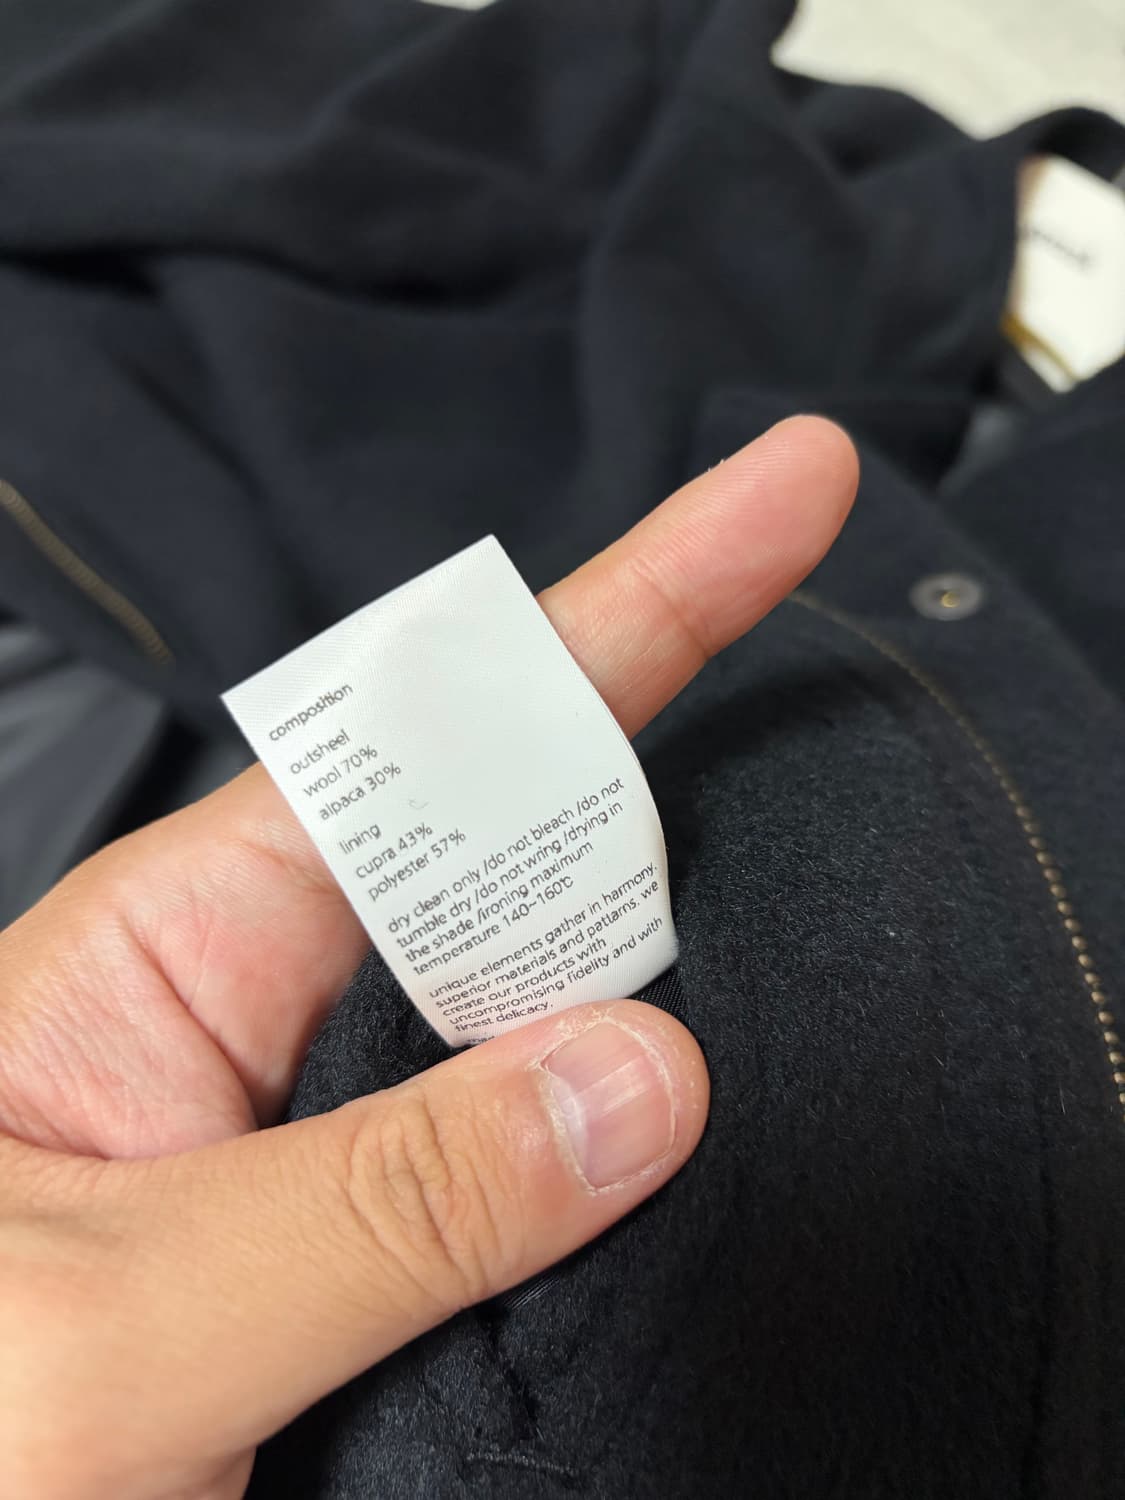 composition
outsheel
wool 70%
alpaca 30%
lining
cupra 43%
polyester 57%
dry clean only /do not bleach /do not
tumble dry /do not wring /drying in
the shade /ironing maximum
temperature 140~160℃
unique elements gather in harmony.
superior materials and pattarns, we
create our products with
uncompromising fidelity and with
finest delicacy.